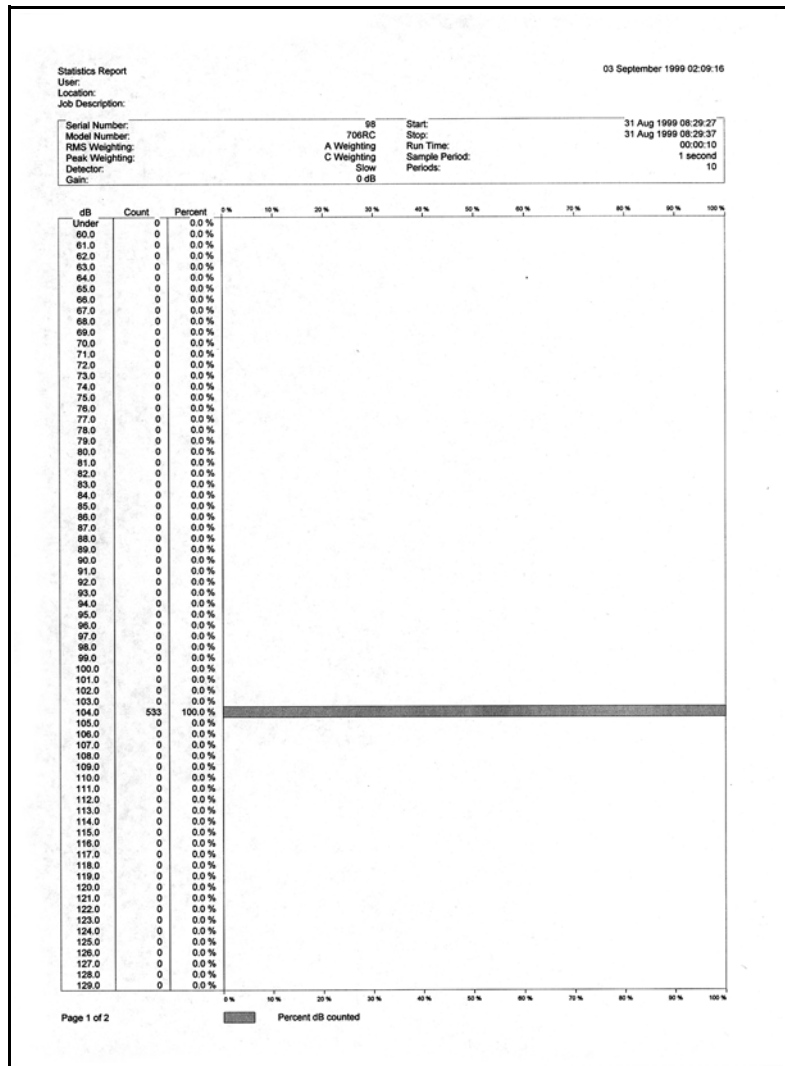 Statistics Report
03 September 1999 02:09:16
User:
Location:
Job Description:
Serial Number: 98 Start: 31 Aug 1999 08:29:27
Model Number: 706RC Stop: 31 Aug 1999 08:29:37
RMS Weighting: A Weighting Run Time: 00:00:10
Peak Weighting: C Weighting Sample Period: 1 second
Detector: Slow Periods: 10
Gain: 0 dB
dB Count Percent 0 % 10 % 20 % 30 % 40 % 50 % 60 % 70 % 80 % 90 % 100 %
Under 0 0.0 %
60.0 0 0.0 %
61.0 0 0.0 %
62.0 0 0.0 %
63.0 0 0.0 %
64.0 0 0.0 %
65.0 0 0.0 %
66.0 0 0.0 %
67.0 0 0.0 %
68.0 0 0.0 %
69.0 0 0.0 %
70.0 0 0.0 %
71.0 0 0.0 %
72.0 0 0.0 %
73.0 0 0.0 %
74.0 0 0.0 %
75.0 0 0.0 %
76.0 0 0.0 %
77.0 0 0.0 %
78.0 0 0.0 %
79.0 0 0.0 %
80.0 0 0.0 %
81.0 0 0.0 %
82.0 0 0.0 %
83.0 0 0.0 %
84.0 0 0.0 %
85.0 0 0.0 %
86.0 0 0.0 %
87.0 0 0.0 %
88.0 0 0.0 %
89.0 0 0.0 %
90.0 0 0.0 %
91.0 0 0.0 %
92.0 0 0.0 %
93.0 0 0.0 %
94.0 0 0.0 %
95.0 0 0.0 %
96.0 0 0.0 %
97.0 0 0.0 %
98.0 0 0.0 %
99.0 0 0.0 %
100.0 0 0.0 %
101.0 0 0.0 %
102.0 0 0.0 %
103.0 0 0.0 %
104.0 533 100.0 %
105.0 0 0.0 %
106.0 0 0.0 %
107.0 0 0.0 %
108.0 0 0.0 %
109.0 0 0.0 %
110.0 0 0.0 %
111.0 0 0.0 %
112.0 0 0.0 %
113.0 0 0.0 %
114.0 0 0.0 %
115.0 0 0.0 %
116.0 0 0.0 %
117.0 0 0.0 %
118.0 0 0.0 %
119.0 0 0.0 %
120.0 0 0.0 %
121.0 0 0.0 %
122.0 0 0.0 %
123.0 0 0.0 %
124.0 0 0.0 %
125.0 0 0.0 %
126.0 0 0.0 %
127.0 0 0.0 %
128.0 0 0.0 %
129.0 0 0.0 %
0 % 10 % 20 % 30 % 40 % 50 % 60 % 70 % 80 % 90 % 100 %
Page 1 of 2 Percent dB counted